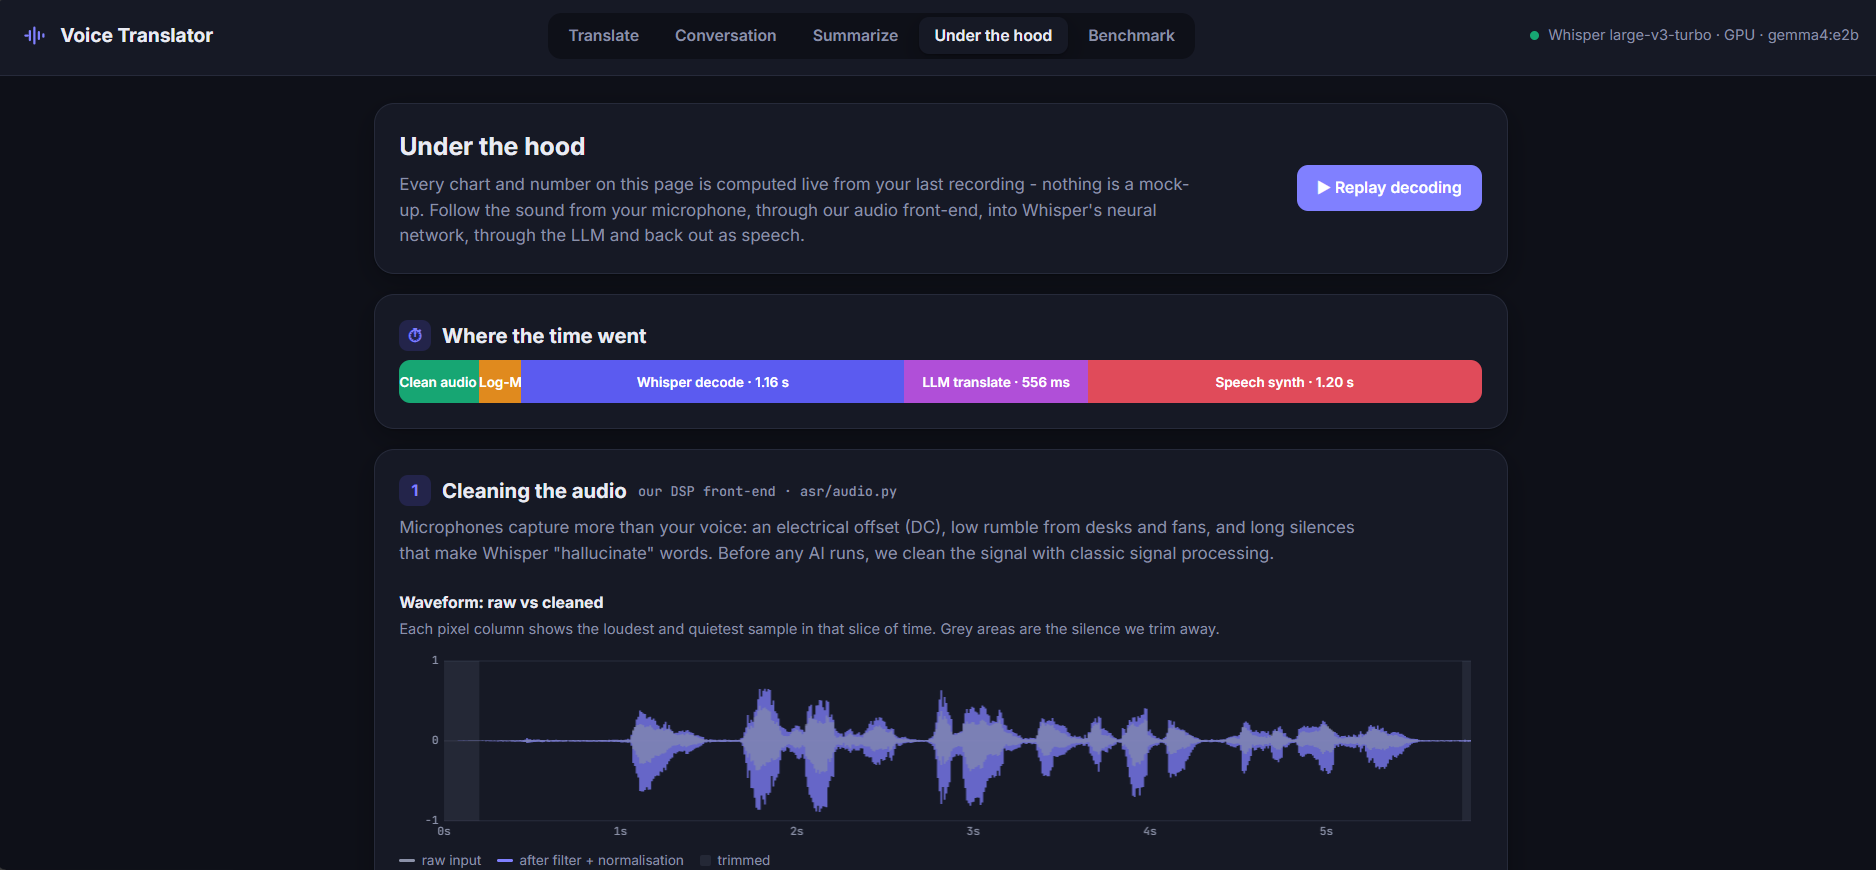 Voice Translator
Translate
Conversation
Summarize
Under the hood
Benchmark
Whisper large-v3-turbo · GPU · gemma4:e2b
Under the hood
Every chart and number on this page is computed live from your last recording - nothing is a mock-
up. Follow the sound from your microphone, through our audio front-end, into Whisper's neural
network, through the LLM and back out as speech.
▶ Replay decoding
Where the time went
Clean audio
Log-M
Whisper decode · 1.16 s
LLM translate · 556 ms
Speech synth · 1.20 s
1
Cleaning the audio
our DSP front-end · asr/audio.py
Microphones capture more than your voice: an electrical offset (DC), low rumble from desks and fans, and long silences
that make Whisper "hallucinate" words. Before any AI runs, we clean the signal with classic signal processing.
Waveform: raw vs cleaned
Each pixel column shows the loudest and quietest sample in that slice of time. Grey areas are the silence we trim away.
1
0
-1
0s
1s
2s
3s
4s
5s
raw input
after filter + normalisation
trimmed